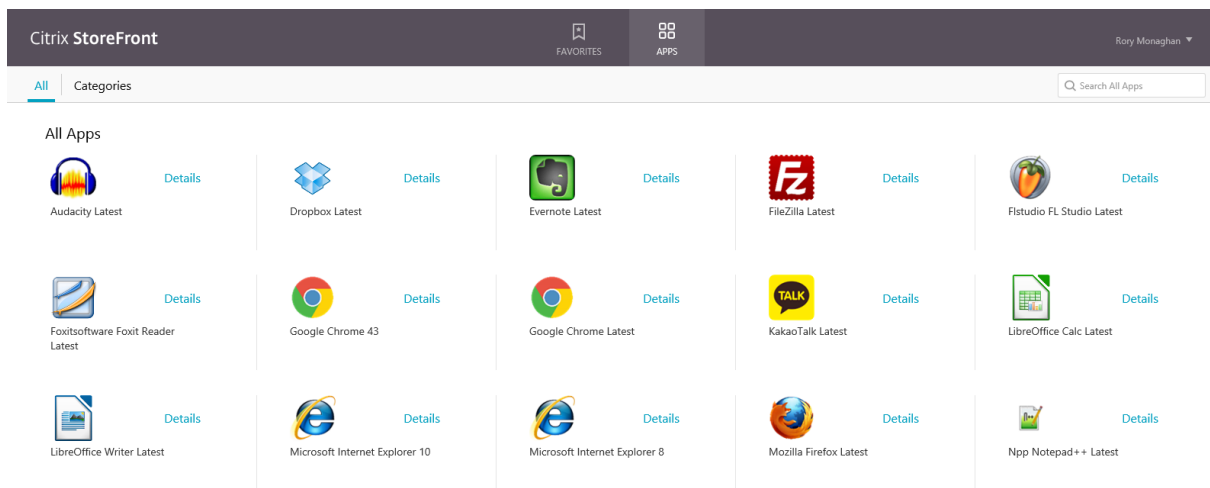 Citrix StoreFront
FAVORITES
APPS
Rory Monaghan
All
Categories
Search All Apps
All Apps
Details
Details
Details
Details
Details
Audacity Latest
Dropbox Latest
Evernote Latest
FileZilla Latest
Flstudio FL Studio Latest
Details
Details
Details
TALK
Details
Details
Foxitsoftware Foxit Reader
Latest
Google Chrome 43
Google Chrome Latest
KakaoTalk Latest
LibreOffice Calc Latest
Details
Details
Details
Details
Details
LibreOffice Writer Latest
Microsoft Internet Explorer 10
Microsoft Internet Explorer 8
Mozilla Firefox Latest
Npp Notepad++ Latest